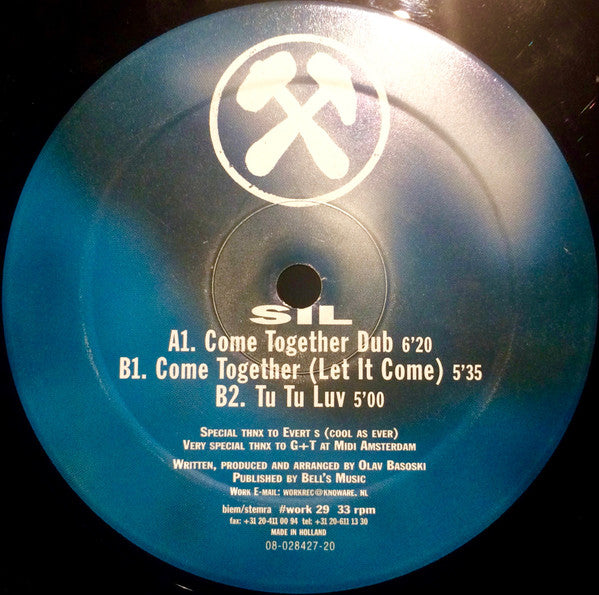 SIL
A1. Come Together Dub 6'20
B1. Come Together (Let It Come) 5'35
B2. Tu Tu Luv 5'00
Special thnx to Evert s (cool as ever)
Very special thnx to G+T at Midi Amsterdam
Written, produced and arranged by Olav Basoski
Published by Bell's Music
Work E-mail: workrec@knoware.nl
biem/stemra #work 29 33 rpm
fax: +31 20-411 00 94 tel: +31 20-611 13 30
MADE IN HOLLAND
08-028427-20